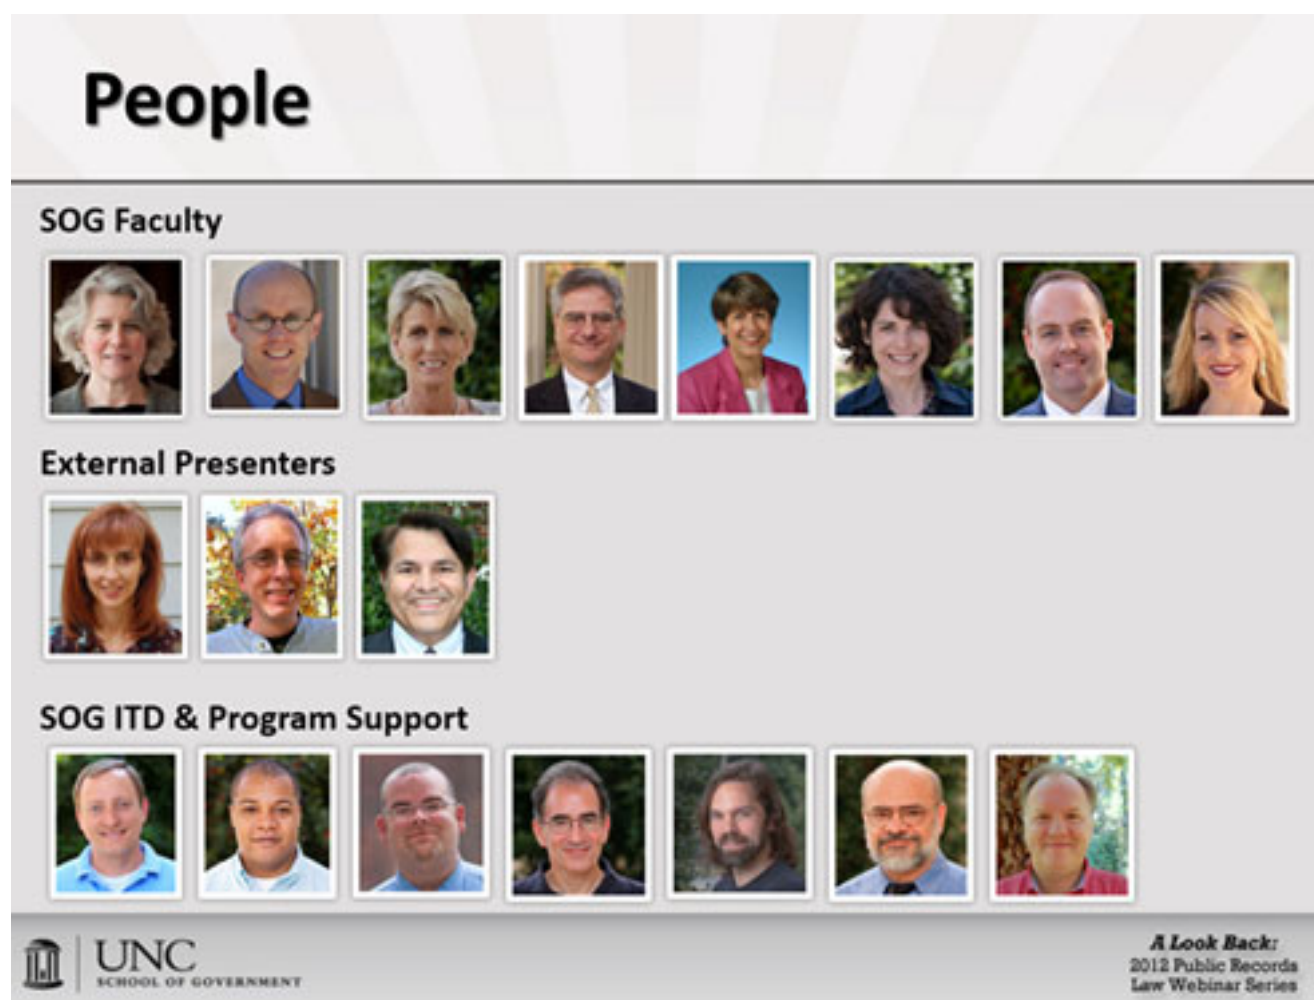 People
SOG Faculty
External Presenters
SOG ITD & Program Support
UNC
SCHOOL OF GOVERNMENT
A Look Back:
2012 Public Records
Law Webinar Series